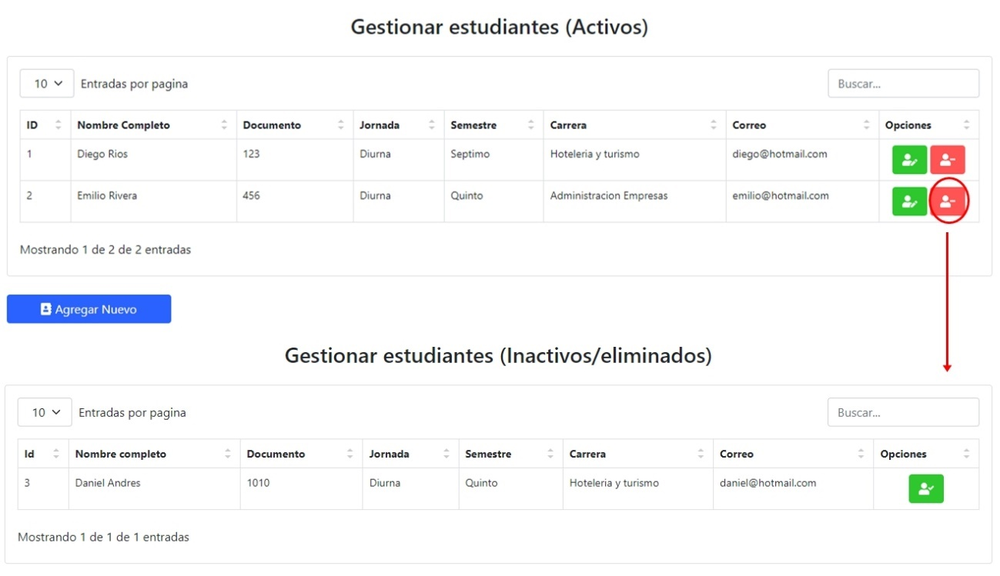 Gestionar estudiantes (Activos)
10 Entradas por pagina Buscar...
ID Nombre Completo Documento Jornada Semestre Carrera Correo Opciones
1 Diego Rios 123 Diurna Septimo Hoteleria y turismo diego@hotmail.com
2 Emilio Rivera 456 Diurna Quinto Administracion Empresas emilio@hotmail.com
Mostrando 1 de 2 de 2 entradas
Agregar Nuevo
Gestionar estudiantes (Inactivos/eliminados)
10 Entradas por pagina Buscar...
Id Nombre completo Documento Jornada Semestre Carrera Correo Opciones
3 Daniel Andres 1010 Diurna Quinto Hoteleria y turismo daniel@hotmail.com
Mostrando 1 de 1 de 1 entradas